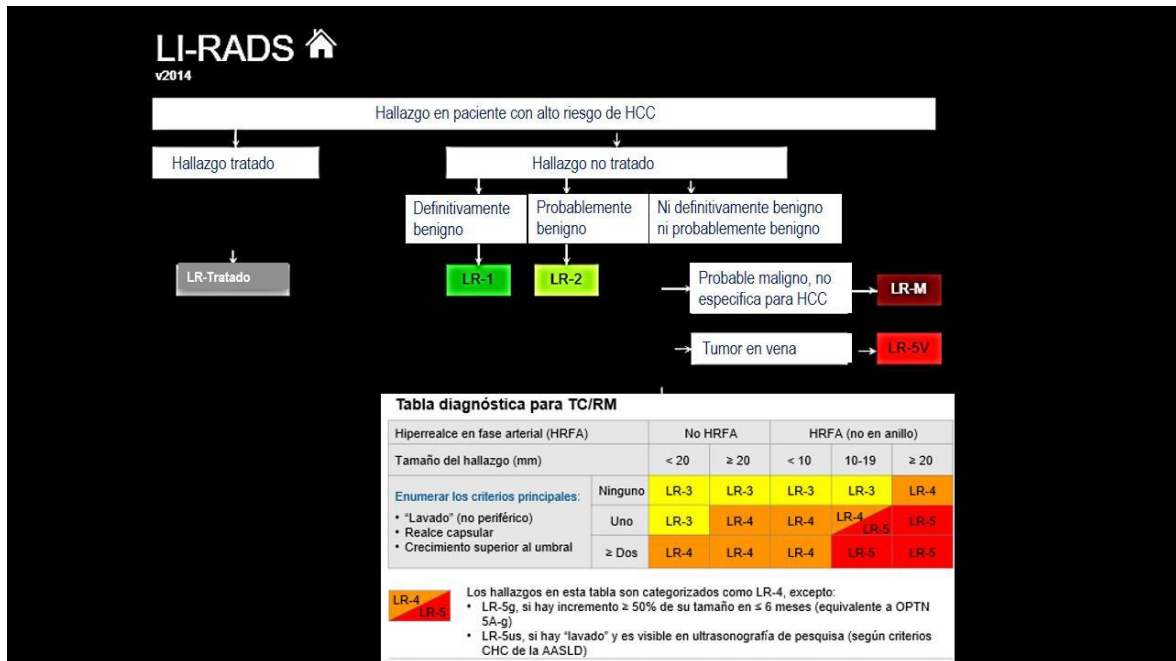 LI-RADS
v2014
Hallazgo en paciente con alto riesgo de HCC
Hallazgo tratado
Hallazgo no tratado
Definitivamente
benigno
Probablemente
benigno
Ni definitivamente benigno
ni probablemente benigno
LR-Tratado
LR-1
LR-2
Probable maligno, no
especifica para HCC
LR-M
Tumor en vena
LR-5V
Tabla diagnóstica para TC/RM
Hiperrealce en fase arterial (HRFA) No HRFA HRFA (no en anillo)
Tamaño del hallazgo (mm) < 20 ≥ 20 < 10 10-19 ≥ 20
Enumerar los criterios principales:
• "Lavado" (no periférico)
• Realce capsular
• Crecimiento superior al umbral
Ninguno LR-3 LR-3 LR-3 LR-3 LR-4
Uno LR-3 LR-4 LR-4 LR-4 LR-5 LR-5
≥ Dos LR-4 LR-4 LR-4 LR-5 LR-5
LR-4
LR-5
Los hallazgos en esta tabla son categorizados como LR-4, excepto:
• LR-5g, si hay incremento ≥ 50% de su tamaño en ≤ 6 meses (equivalente a OPTN
5A-g)
• LR-5us, si hay "lavado" y es visible en ultrasonografía de pesquisa (según criterios
CHC de la AASLD)